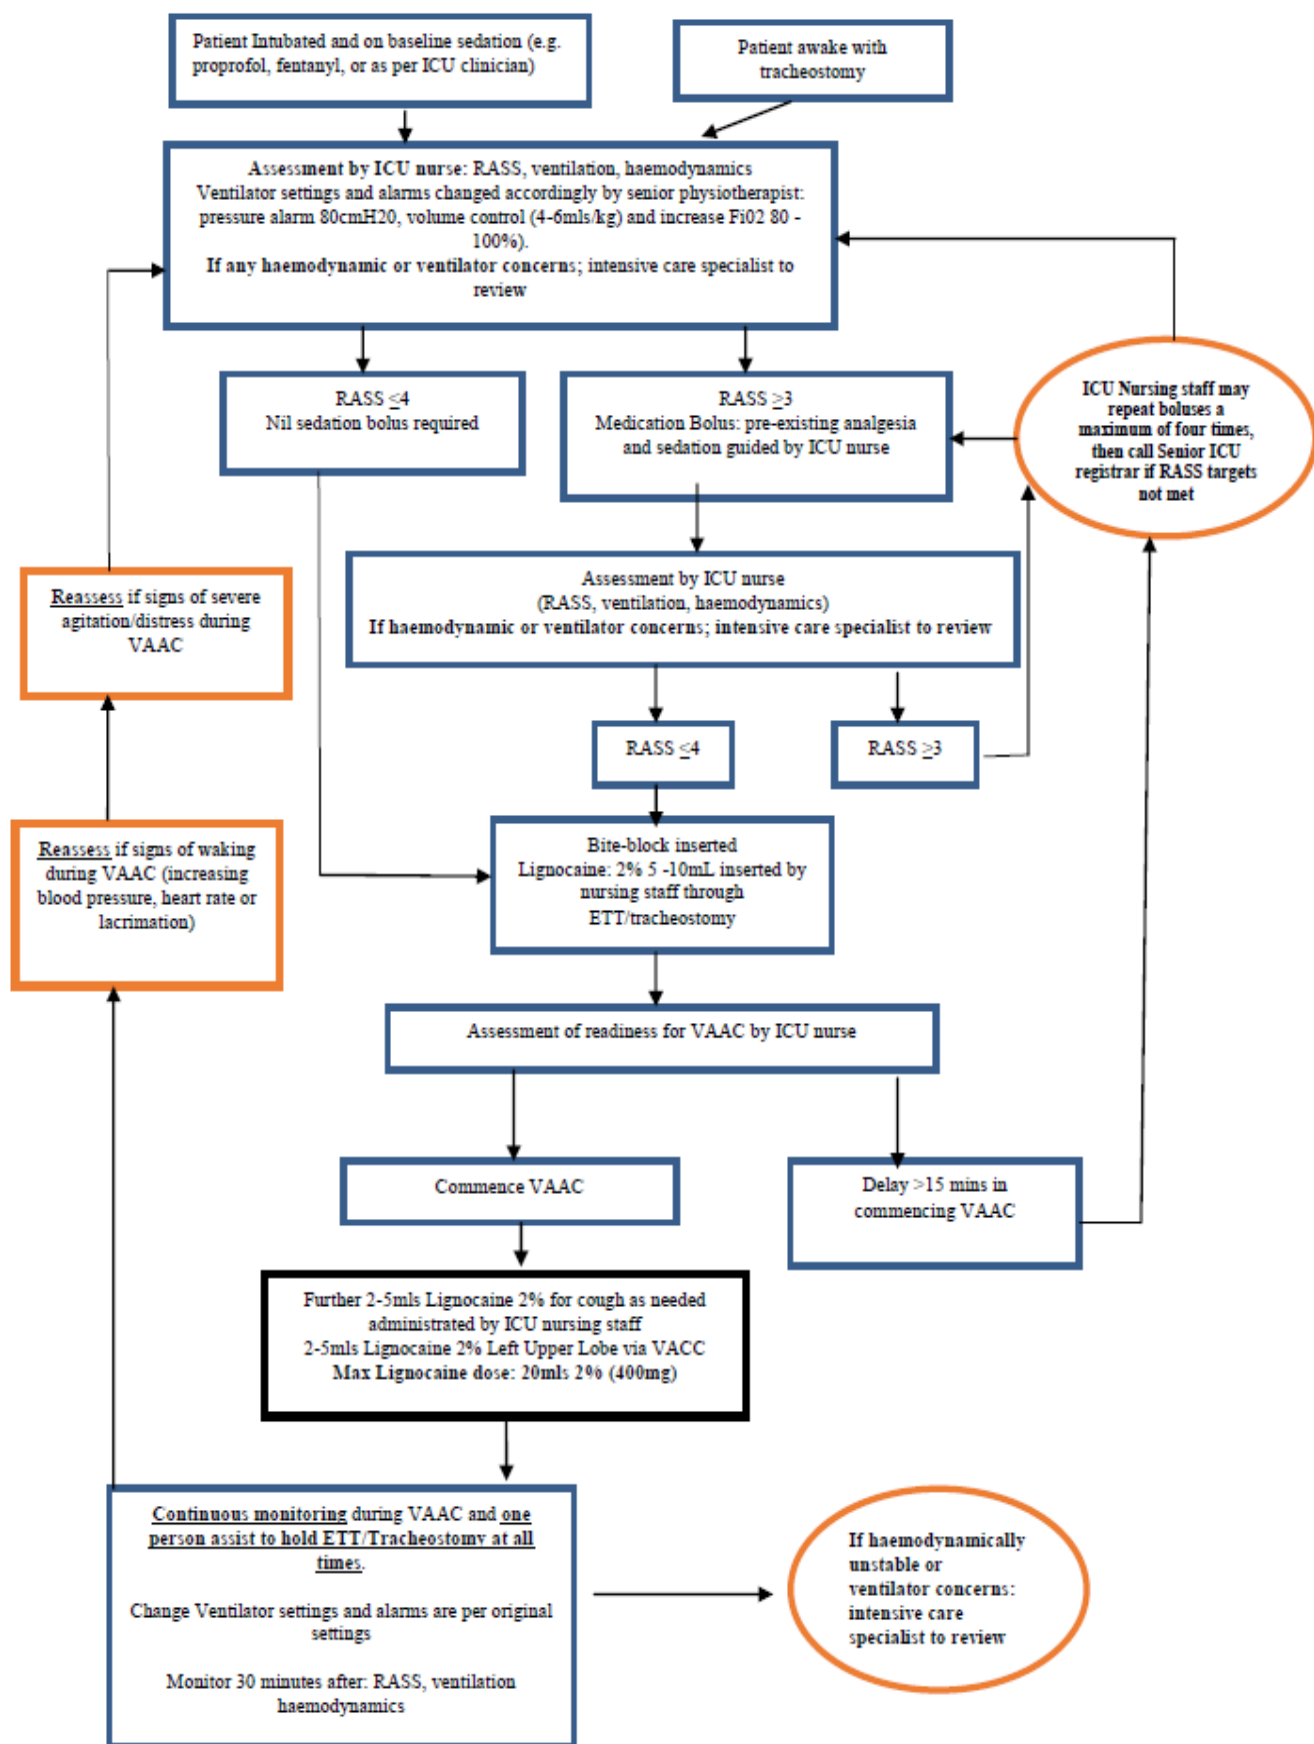 Patient Intubated and on baseline sedation (e.g.
proprofol, fentanyl, or as per ICU clinician)
Patient awake with
tracheostomy
Assessment by ICU nurse: RASS, ventilation, haemodynamics
Ventilator settings and alarms changed accordingly by senior physiotherapist:
pressure alarm 80cmH20, volume control (4-6mls/kg) and increase Fi02 80 -
100%).
If any haemodynamic or ventilator concerns; intensive care specialist to
review
RASS ≤4
Nil sedation bolus required
RASS ≥3
Medication Bolus: pre-existing analgesia
and sedation guided by ICU nurse
ICU Nursing staff may
repeat boluses a
maximum of four times,
then call Senior ICU
registrar if RASS targets
not met
Assessment by ICU nurse
(RASS, ventilation, haemodynamics)
If haemodynamic or ventilator concerns; intensive care specialist to review
Reassess if signs of severe
agitation/distress during
VAAC
RASS ≤4
RASS ≥3
Reassess if signs of waking
during VAAC (increasing
blood pressure, heart rate or
lacrimation)
Bite-block inserted
Lignocaine: 2% 5 -10mL inserted by
nursing staff through
ETT/tracheostomy
Assessment of readiness for VAAC by ICU nurse
Commence VAAC
Delay >15 mins in
commencing VAAC
Further 2-5mls Lignocaine 2% for cough as needed
administrated by ICU nursing staff
2-5mls Lignocaine 2% Left Upper Lobe via VACC
Max Lignocaine dose: 20mls 2% (400mg)
Continuous monitoring during VAAC and one
person assist to hold ETT/Tracheostomy at all
times.
Change Ventilator settings and alarms are per original
settings
Monitor 30 minutes after: RASS, ventilation
haemodynamics
If haemodynamically
unstable or
ventilator concerns:
intensive care
specialist to review